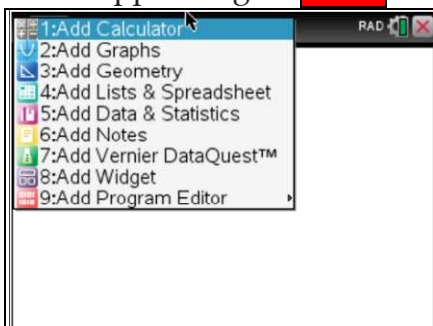 1:Add Calculator
RAD
2:Add Graphs
3:Add Geometry
4:Add Lists & Spreadsheet
5:Add Data & Statistics
6:Add Notes
7:Add Vernier DataQuest™
8:Add Widget
9:Add Program Editor